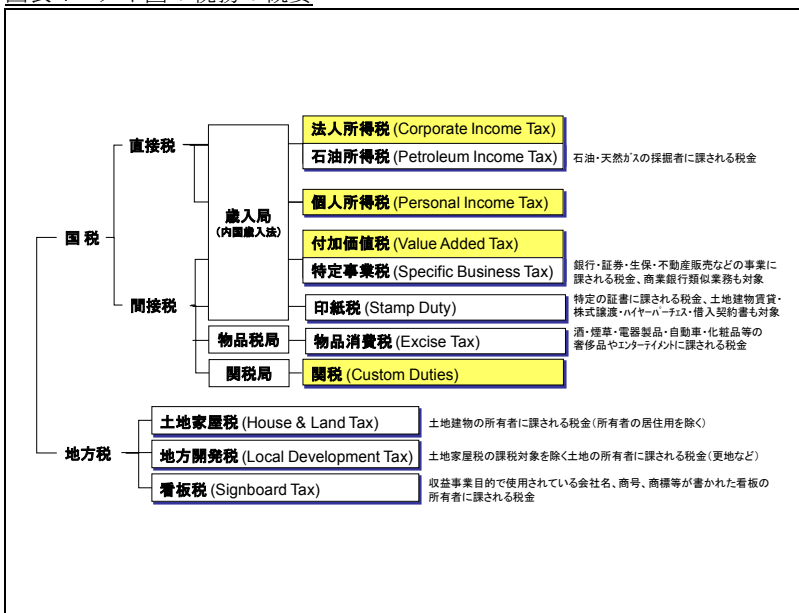 直接税
法人所得税 (Corporate Income Tax)
石油所得税 (Petroleum Income Tax)
石油・天然ｶﾞｽの採掘者に課される税金
歳入局
(内国歳入法)
個人所得税 (Personal Income Tax)
国税
付加価値税 (Value Added Tax)
特定事業税 (Specific Business Tax)
銀行・証券・生保・不動産販売などの事業に
課される税金、商業銀行類似業務も対象
間接税
印紙税 (Stamp Duty)
特定の証書に課される税金、土地建物賃貸・
株式譲渡・ﾊｲﾔｰﾊﾟｰﾁｪｽ・借入契約書も対象
物品税局
物品消費税 (Excise Tax)
酒・煙草・電器製品・自動車・化粧品等の
奢侈品やｴﾝﾀｰﾃｲﾒﾝﾄに課される税金
関税局
関税 (Custom Duties)
地方税
土地家屋税 (House & Land Tax)
土地建物の所有者に課される税金(所有者の居住用を除く)
地方開発税 (Local Development Tax)
土地家屋税の課税対象を除く土地の所有者に課される税金(更地など)
看板税 (Signboard Tax)
収益事業目的で使用されている会社名、商号、商標等が書かれた看板の
所有者に課される税金